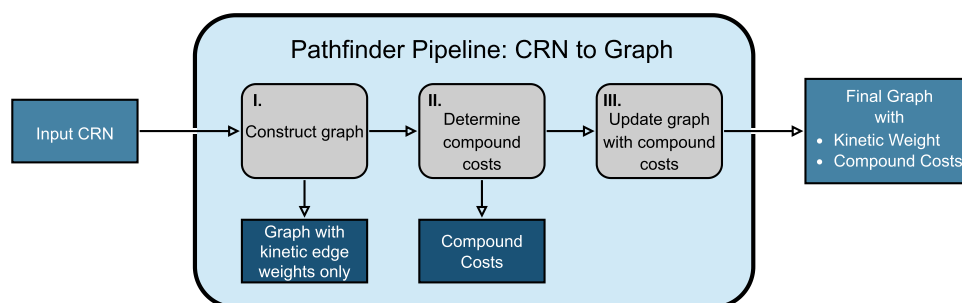 Pathfinder Pipeline: CRN to Graph
Input CRN
I.
Construct graph
II.
Determine
compound
costs
III.
Update graph
with compound
costs
Final Graph
with
• Kinetic Weight
• Compound Costs
Graph with
kinetic edge
weights only
Compound
Costs